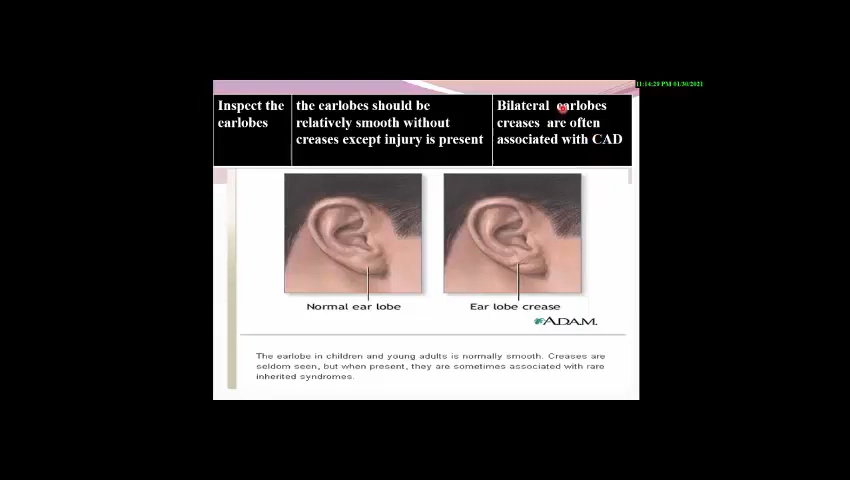 11:14:29 PM 01/30/2021
Inspect the
earlobes
the earlobes should be
relatively smooth without
creases except injury is present
Bilateral earlobes
creases are often
associated with CAD
Normal ear lobe
Ear lobe crease
ADAM.
The earlobe in children and young adults is normally smooth. Creases are
seldom seen, but when present, they are sometimes associated with rare
inherited syndromes.